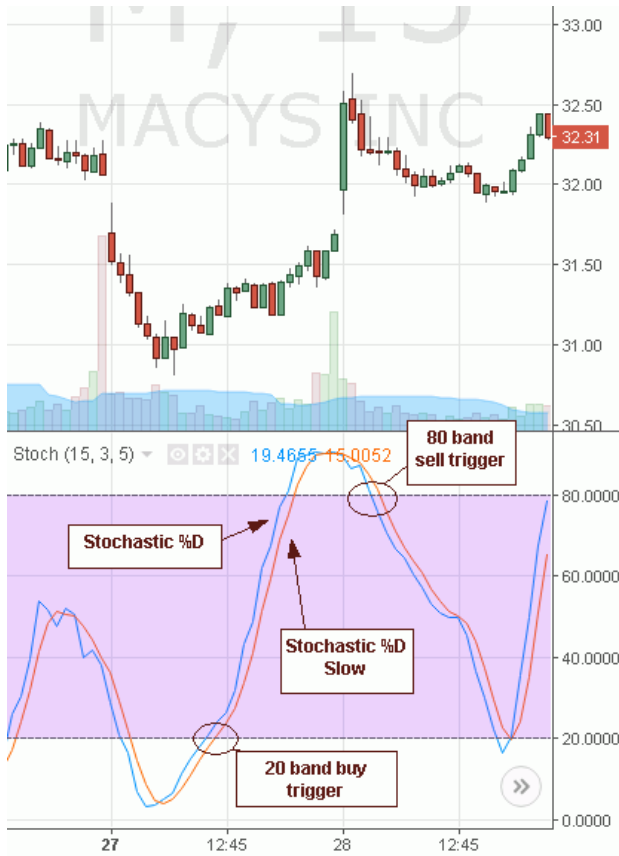 M, 15
MACYS INC
33.00
32.50
32.31
32.00
31.50
31.00
30.50
Stoch (15, 3, 5)
19.4655
15.0052
80 band
sell trigger
80.0000
Stochastic %D
60.0000
Stochastic %D
Slow
40.0000
20.0000
20 band buy
trigger
0.0000
27
12:45
28
12:45